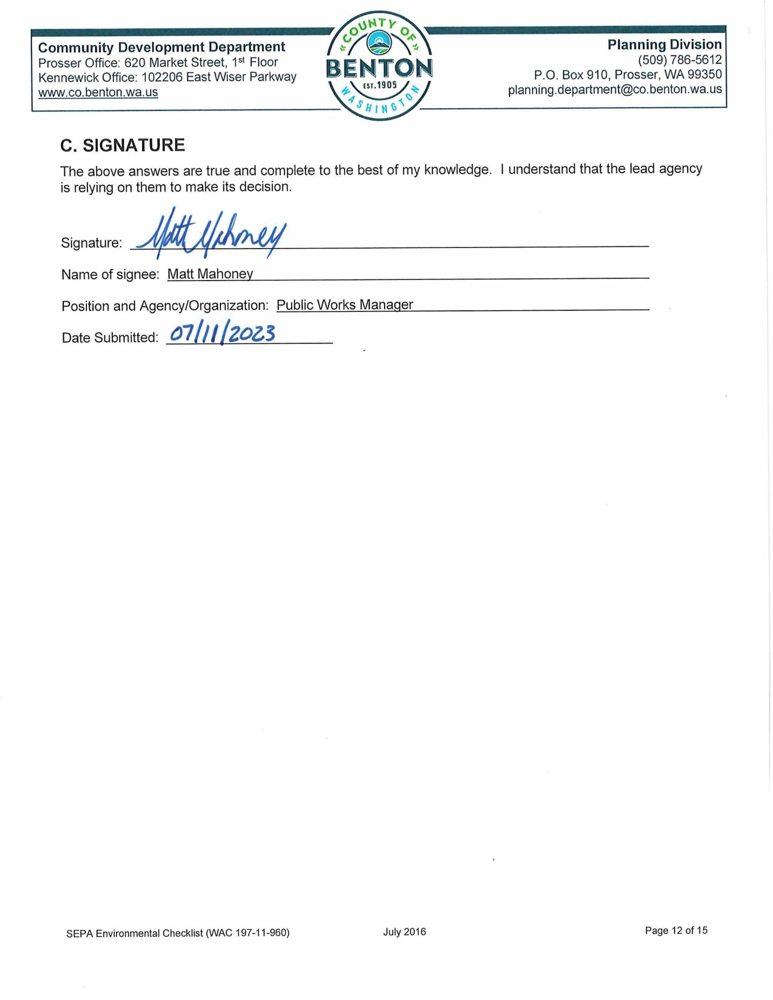 Community Development Department
Prosser Office: 620 Market Street, 1st Floor
Kennewick Office: 102206 East Wiser Parkway
www.co.benton.wa.us
«COUNTY OF»
BENTON
EST.1905
WASHINGTON
Planning Division
(509) 786-5612
P.O. Box 910, Prosser, WA 99350
planning.department@co.benton.wa.us
C. SIGNATURE
The above answers are true and complete to the best of my knowledge.  I understand that the lead agency
is relying on them to make its decision.
Signature: Matt Mahoney
Name of signee: Matt Mahoney
Position and Agency/Organization: Public Works Manager
Date Submitted: 07/11/2023
SEPA Environmental Checklist (WAC 197-11-960) July 2016 Page 12 of 15